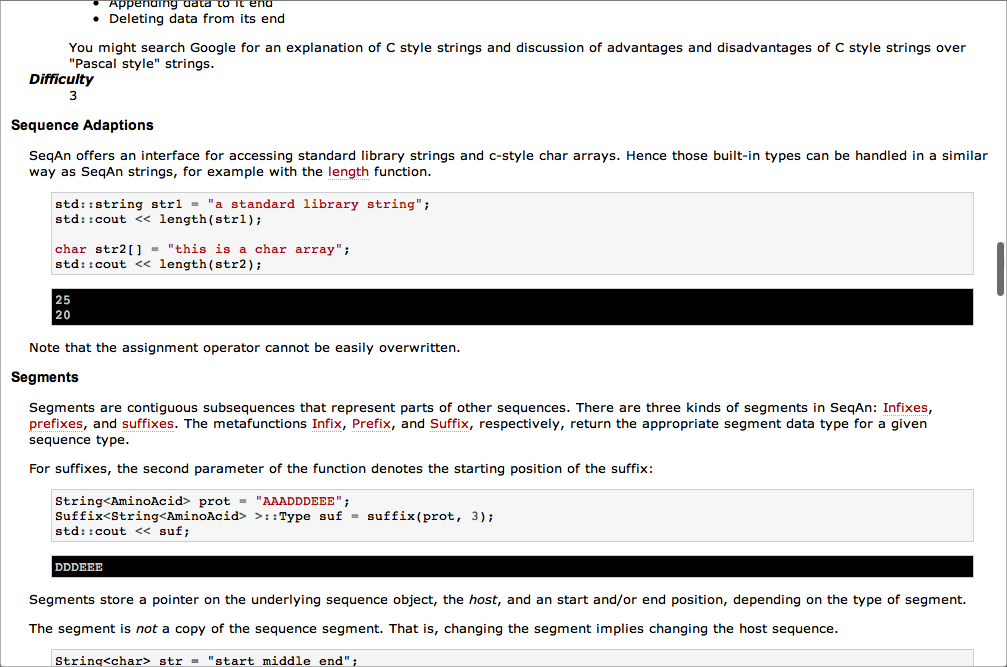 • Appending data to it end
• Deleting data from its end
You might search Google for an explanation of C style strings and discussion of advantages and disadvantages of C style strings over
"Pascal style" strings.
Difficulty
3
Sequence Adaptions
SeqAn offers an interface for accessing standard library strings and c-style char arrays. Hence those built-in types can be handled in a similar
way as SeqAn strings, for example with the length function.
std::string str1 = "a standard library string";
std::cout << length(str1);
char str2[] = "this is a char array";
std::cout << length(str2);
25
20
Note that the assignment operator cannot be easily overwritten.
Segments
Segments are contiguous subsequences that represent parts of other sequences. There are three kinds of segments in SeqAn: Infixes,
prefixes, and suffixes. The metafunctions Infix, Prefix, and Suffix, respectively, return the appropriate segment data type for a given
sequence type.
For suffixes, the second parameter of the function denotes the starting position of the suffix:
String<AminoAcid> prot = "AAADDDEEE";
Suffix<String<AminoAcid> >::Type suf = suffix(prot, 3);
std::cout << suf;
DDDEEE
Segments store a pointer on the underlying sequence object, the host, and an start and/or end position, depending on the type of segment.
The segment is not a copy of the sequence segment. That is, changing the segment implies changing the host sequence.
String<char> str = "start_middle_end";